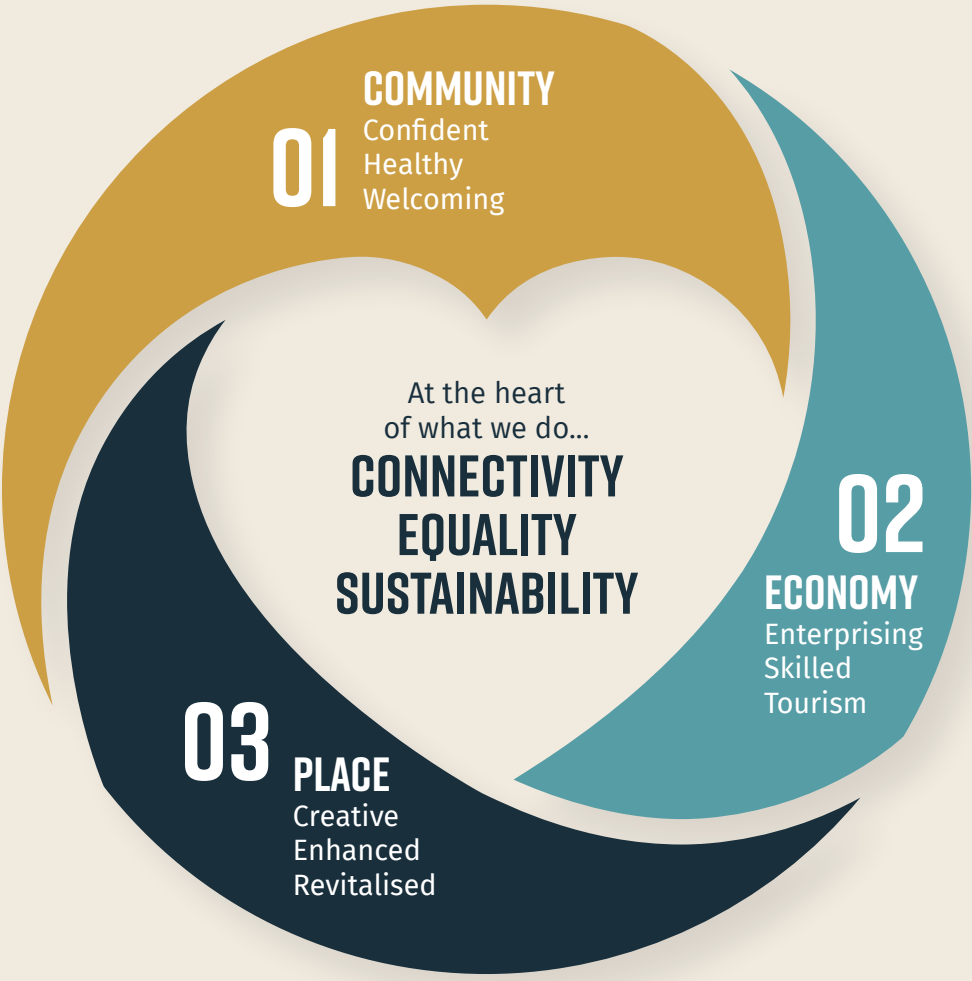 01
COMMUNITY
Confident
Healthy
Welcoming
At the heart
of what we do...
CONNECTIVITY
EQUALITY
SUSTAINABILITY
02
ECONOMY
Enterprising
Skilled
Tourism
03
PLACE
Creative
Enhanced
Revitalised